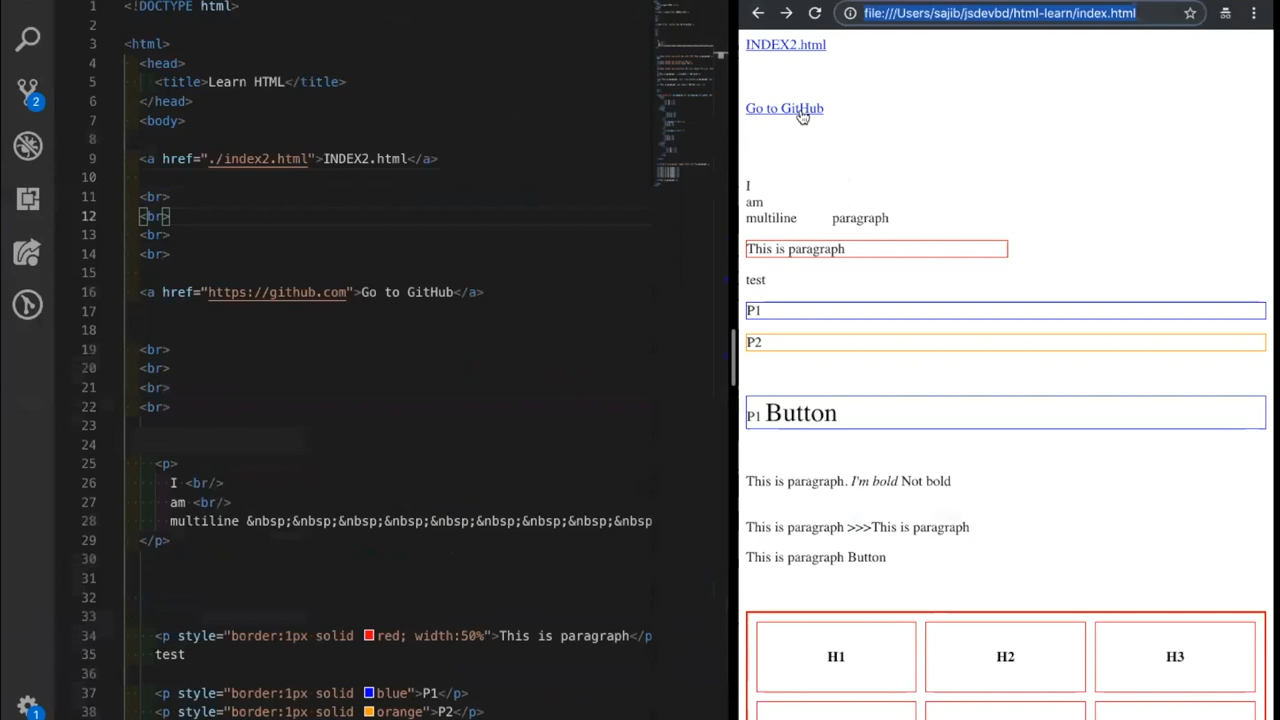 1 <!DOCTYPE html>
2
3 <html>
4 <head>
5 <title>Learn HTML</title>
6 </head>
7 <body>
8
9 <a href="./index2.html">INDEX2.html</a>
10
11 <br>
12 <br>
13 <br>
14 <br>
15
16 <a href="https://github.com">Go to GitHub</a>
17
18
19 <br>
20 <br>
21 <br>
22 <br>
23
24
25 <p>
26 I <br/>
27 am <br/>
28 multiline &nbsp;&nbsp;&nbsp;&nbsp;&nbsp;&nbsp;&nbsp;&nbsp;&nbsp
29 </p>
30
31
32
33
34 <p style="border:1px solid red; width:50%">This is paragraph</p
35 test
36
37 <p style="border:1px solid blue">P1</p>
38 <p style="border:1px solid orange">P2</p>
2
1
file:///Users/sajib/jsdevbd/html-learn/index.html
INDEX2.html
Go to GitHub
I
am
multiline paragraph
This is paragraph
test
P1
P2
P1 Button
This is paragraph. I'm bold Not bold
This is paragraph >>>This is paragraph
This is paragraph Button
H1 H2 H3